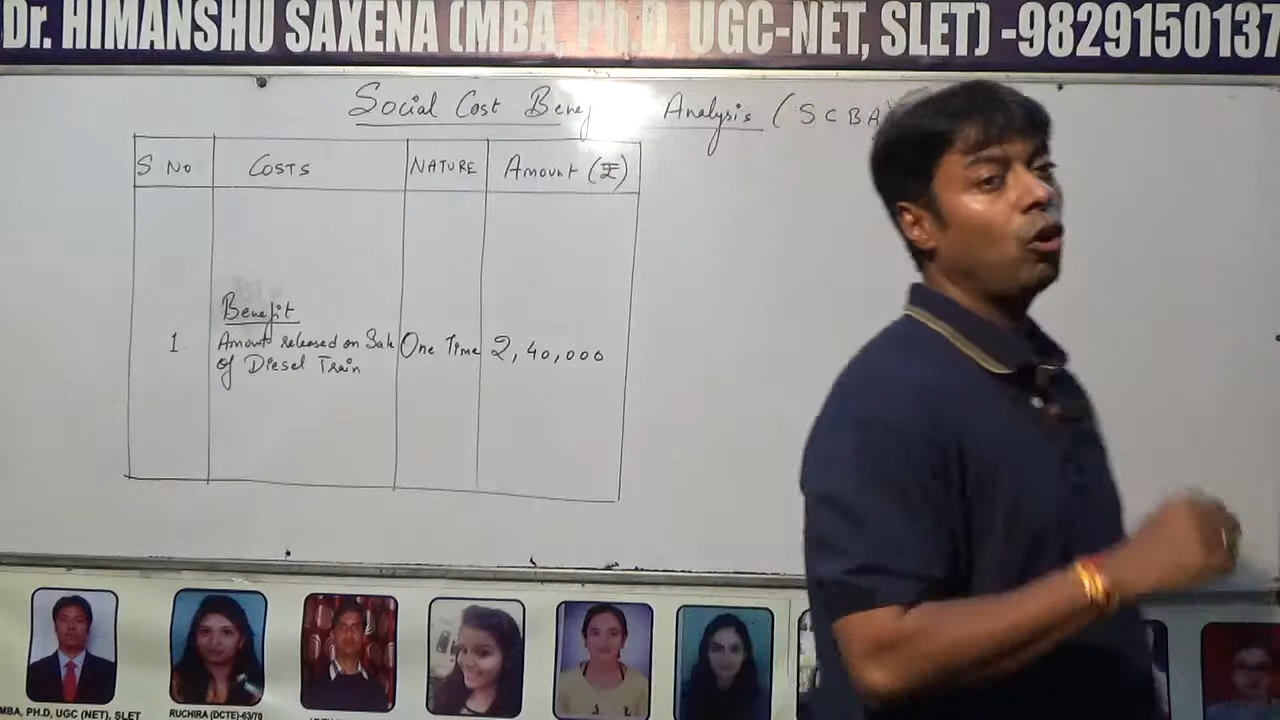 Dr. HIMANSHU SAXENA (MBA, Ph.D, UGC-NET, SLET) -9829150137
Social Cost Benef Analysis (SCBA)
S NO COSTS NATURE Amount (₹)
Benefit
1 Amount released on Sale One Time 2,40,000
of Diesel Train
MBA, PH.D, UGC (NET), SLET RUCHIRA (DCTE)-63/70